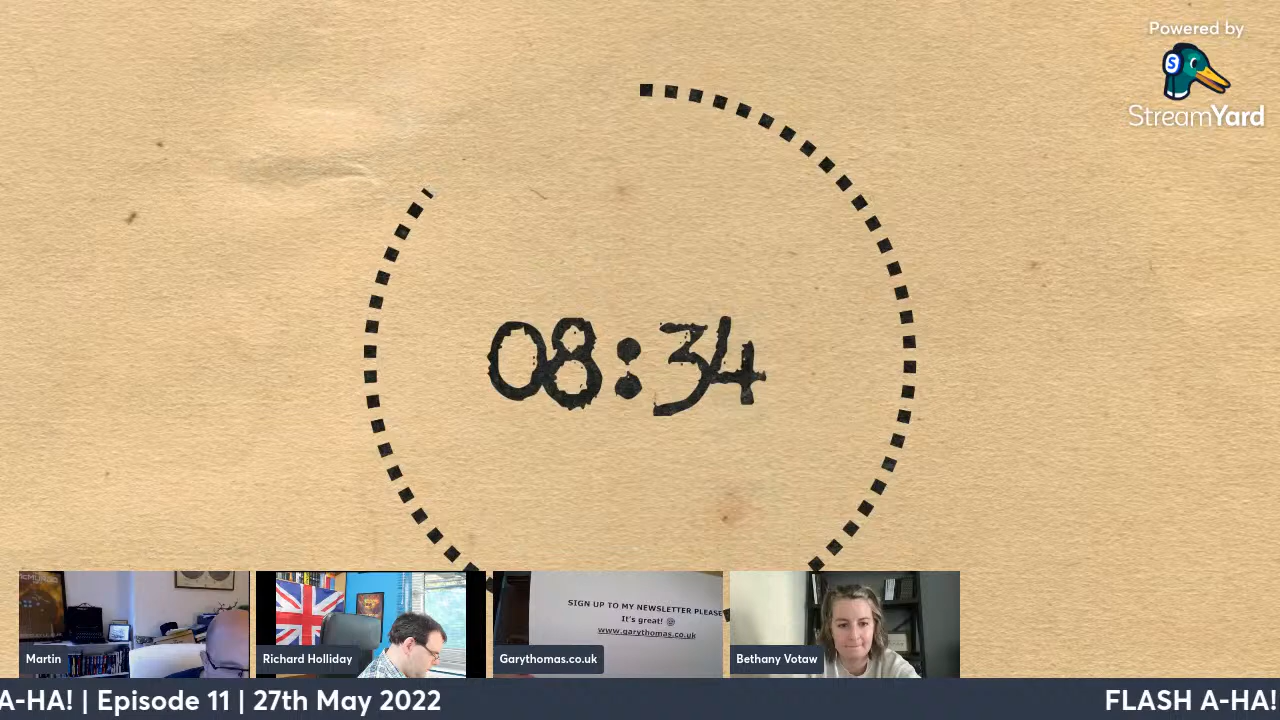 Powered by
StreamYard
08:34
MCMURDO
SIGN UP TO MY NEWSLETTER PLEASE
It's great!
www.garythomas.co.uk
Martin
Richard Holliday
Garythomas.co.uk
Bethany Votaw
A-HA! | Episode 11 | 27th May 2022
FLASH A-HA!